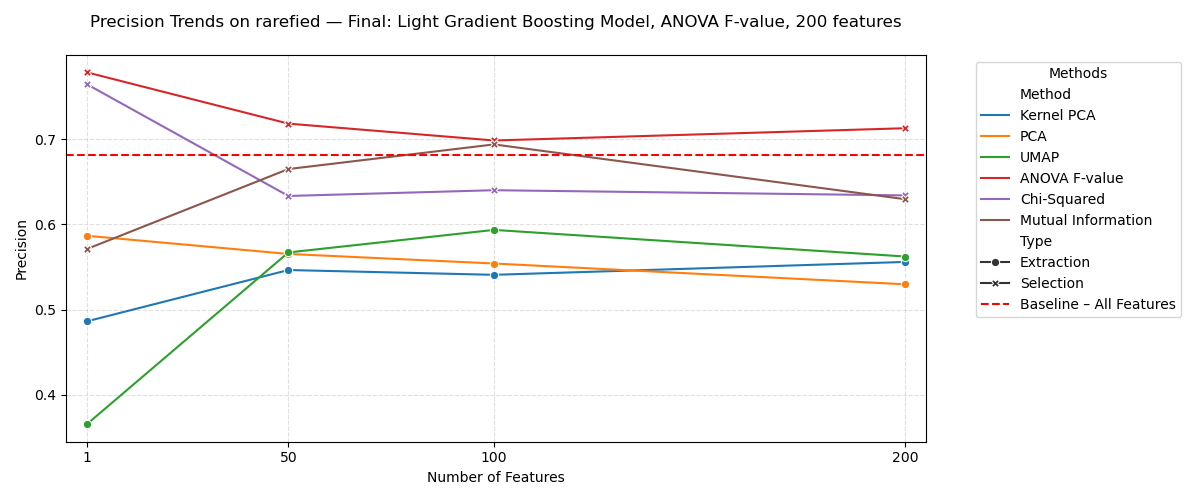 Precision Trends on rarefied — Final: Light Gradient Boosting Model, ANOVA F-value, 200 features
Precision
0.7
0.6
0.5
0.4
1
50
100
200
Number of Features
Methods
Method
Kernel PCA
PCA
UMAP
ANOVA F-value
Chi-Squared
Mutual Information
Type
Extraction
Selection
Baseline – All Features